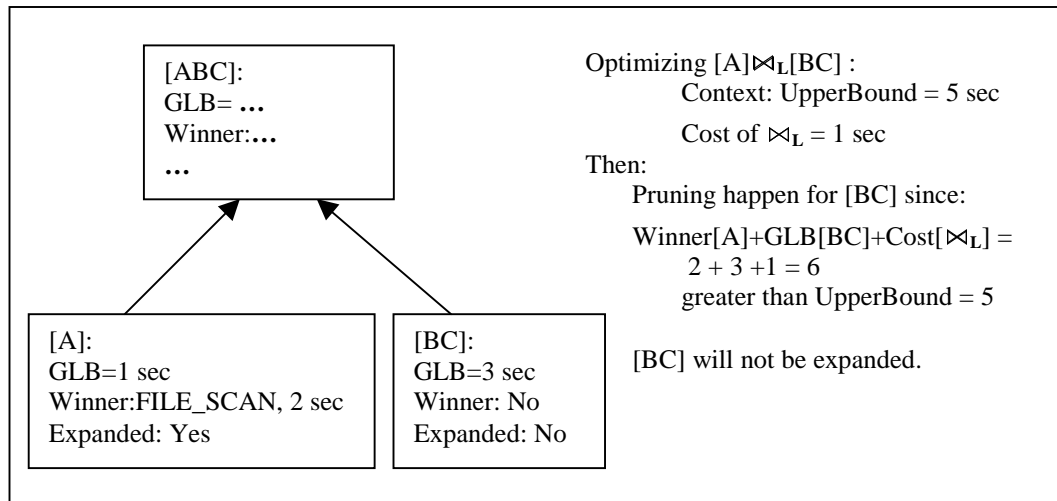 [ABC]:
GLB= ...
Winner:...
...
[A]:
GLB=1 sec
Winner:FILE_SCAN, 2 sec
Expanded: Yes
[BC]:
GLB=3 sec
Winner: No
Expanded: No
Optimizing [A]⋈L[BC] :
Context: UpperBound = 5 sec
Cost of ⋈L = 1 sec
Then:
Pruning happen for [BC] since:
Winner[A]+GLB[BC]+Cost[⋈L] =
2 + 3 +1 = 6
greater than UpperBound = 5
[BC] will not be expanded.